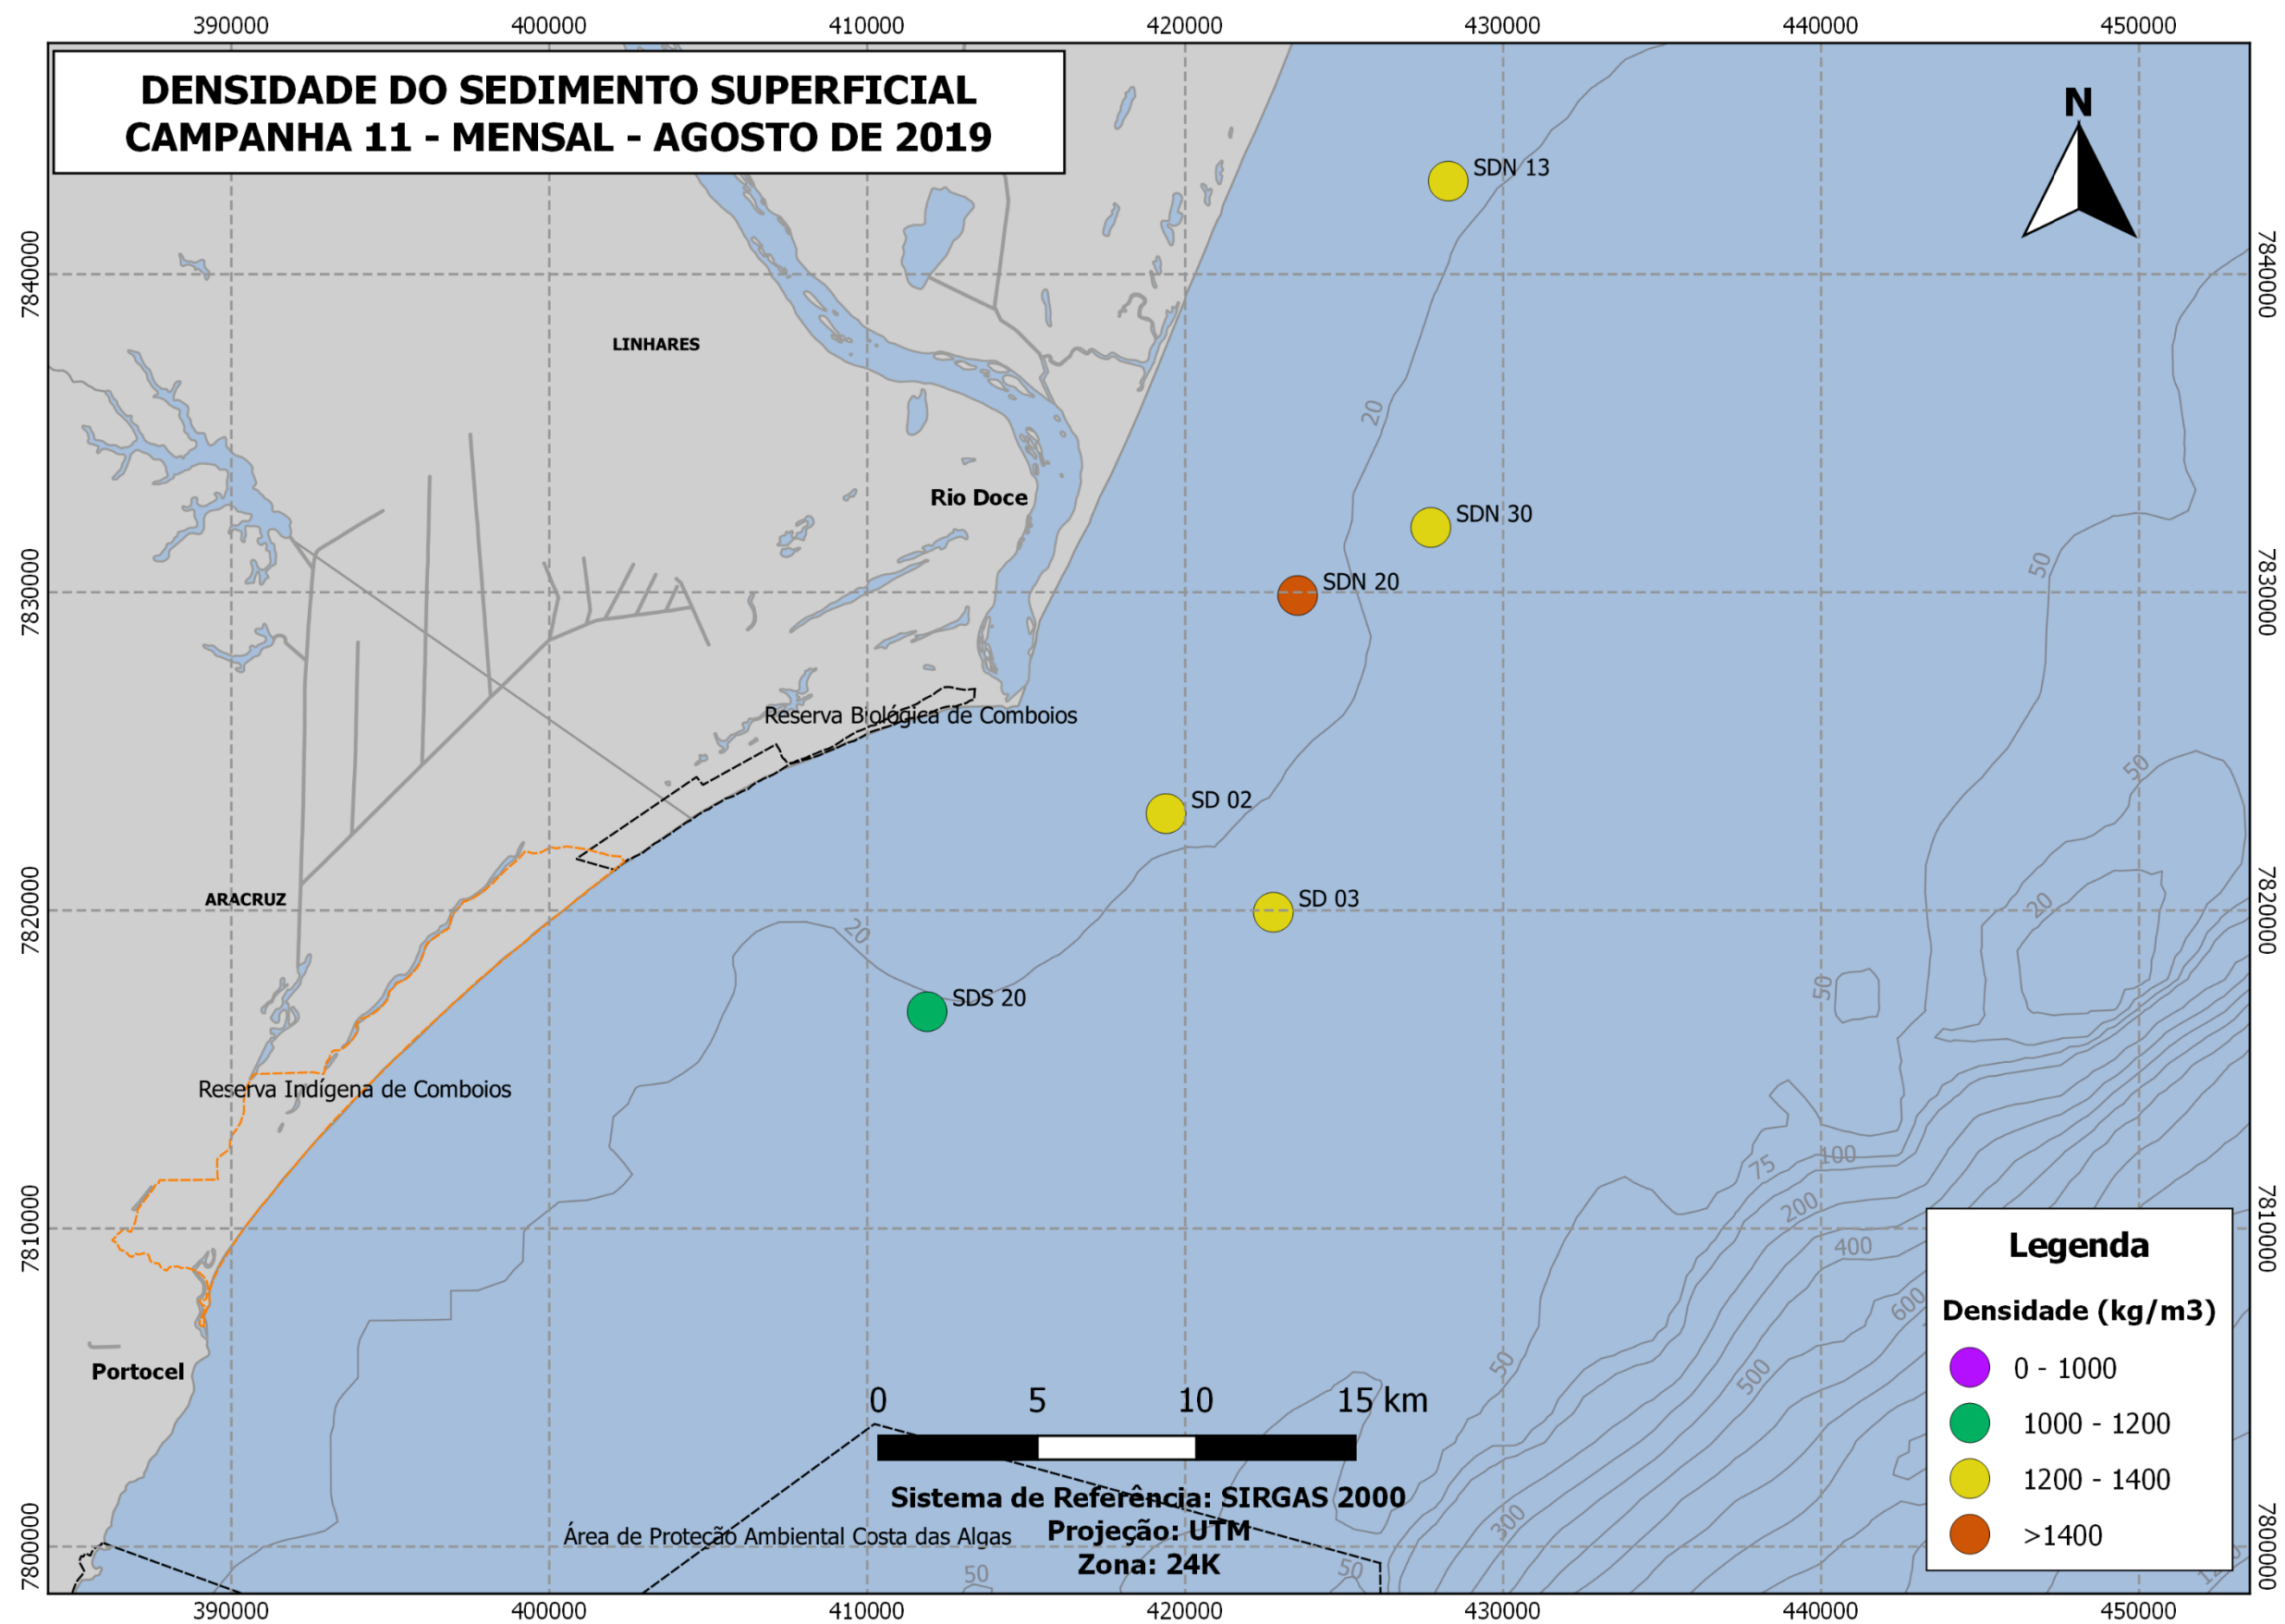 390000
400000
410000
420000
430000
440000
450000
DENSIDADE DO SEDIMENTO SUPERFICIAL
CAMPANHA 11 - MENSAL - AGOSTO DE 2019
N
SDN 13
7840000
7840000
LINHARES
20
Rio Doce
SDN 30
50
SDN 20
7830000
7830000
Reserva Biológica de Comboios
50
SD 02
ARACRUZ
SD 03
20
7820000
7820000
20
50
SDS 20
Reserva Indígena de Comboios
75
100
200
400
7810000
7810000
600
500
50
Portocel
Legenda
Densidade (kg/m3)
0 - 1000
1000 - 1200
1200 - 1400
>1400
0
5
10
15 km
Sistema de Referência: SIRGAS 2000
Projeção: UTM
Zona: 24K
Área de Proteção Ambiental Costa das Algas
300
50
50
7800000
7800000
390000
400000
410000
420000
430000
440000
450000